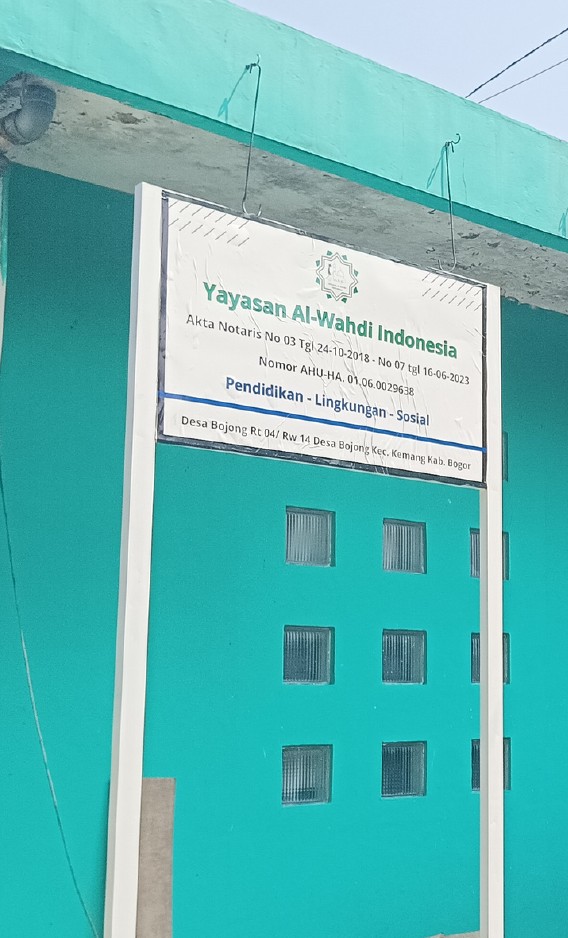 Yayasan Al-Wahdi Indonesia
Akta Notaris No 03 Tgl 24-10-2018 - No 07 tgl 16-06-2023
Nomor AHU-HA. 01.06.0029638
Pendidikan - Lingkungan - Sosial
Desa Bojong Rt 04/ Rw 14 Desa Bojong Kec. Kemang Kab. Bogor